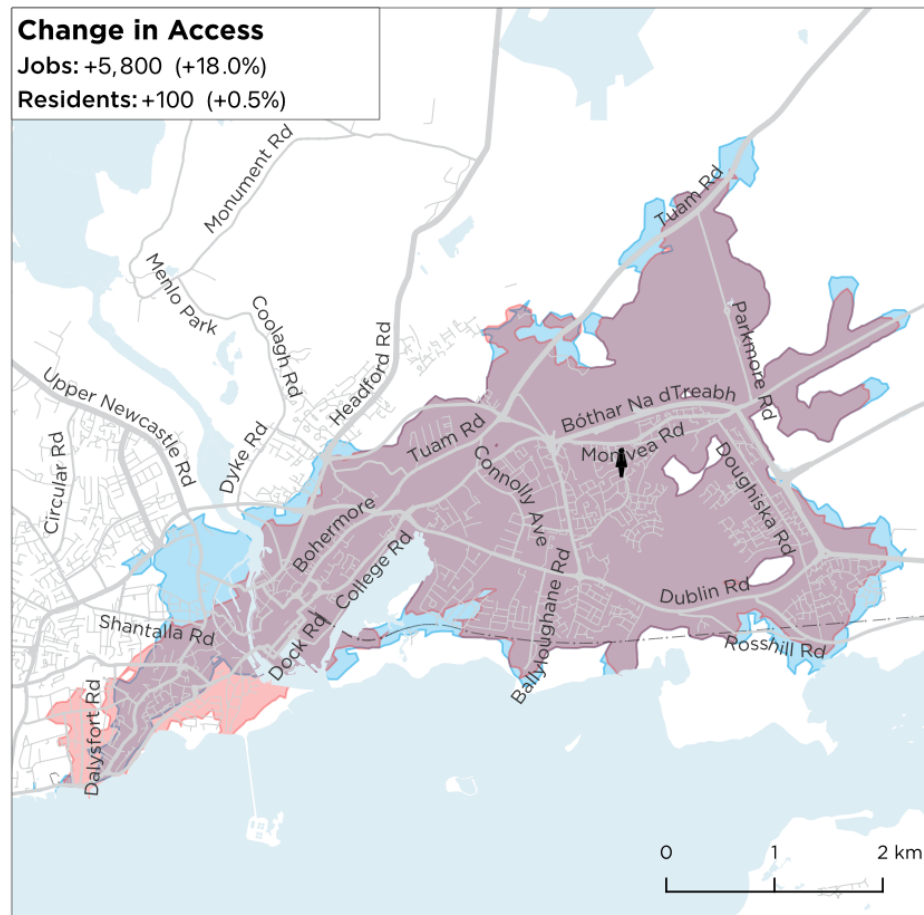 Change in Access
Jobs: +5,800 (+18.0%)
Residents: +100 (+0.5%)
Monument Rd
Tuam Rd
Menlo Park
Coolagh Rd
Headford Rd
Parkmore Rd
Upper Newcastle Rd
Bóthar Na dTreabh
Circular Rd
Dyke Rd
Tuam Rd
Monivea Rd
Connolly Ave
Doughiska Rd
Bohermore
College Rd
Ballyloughane Rd
Dublin Rd
Shantalla Rd
Dock Rd
Rosshill Rd
Dalysfort Rd
0 1 2 km